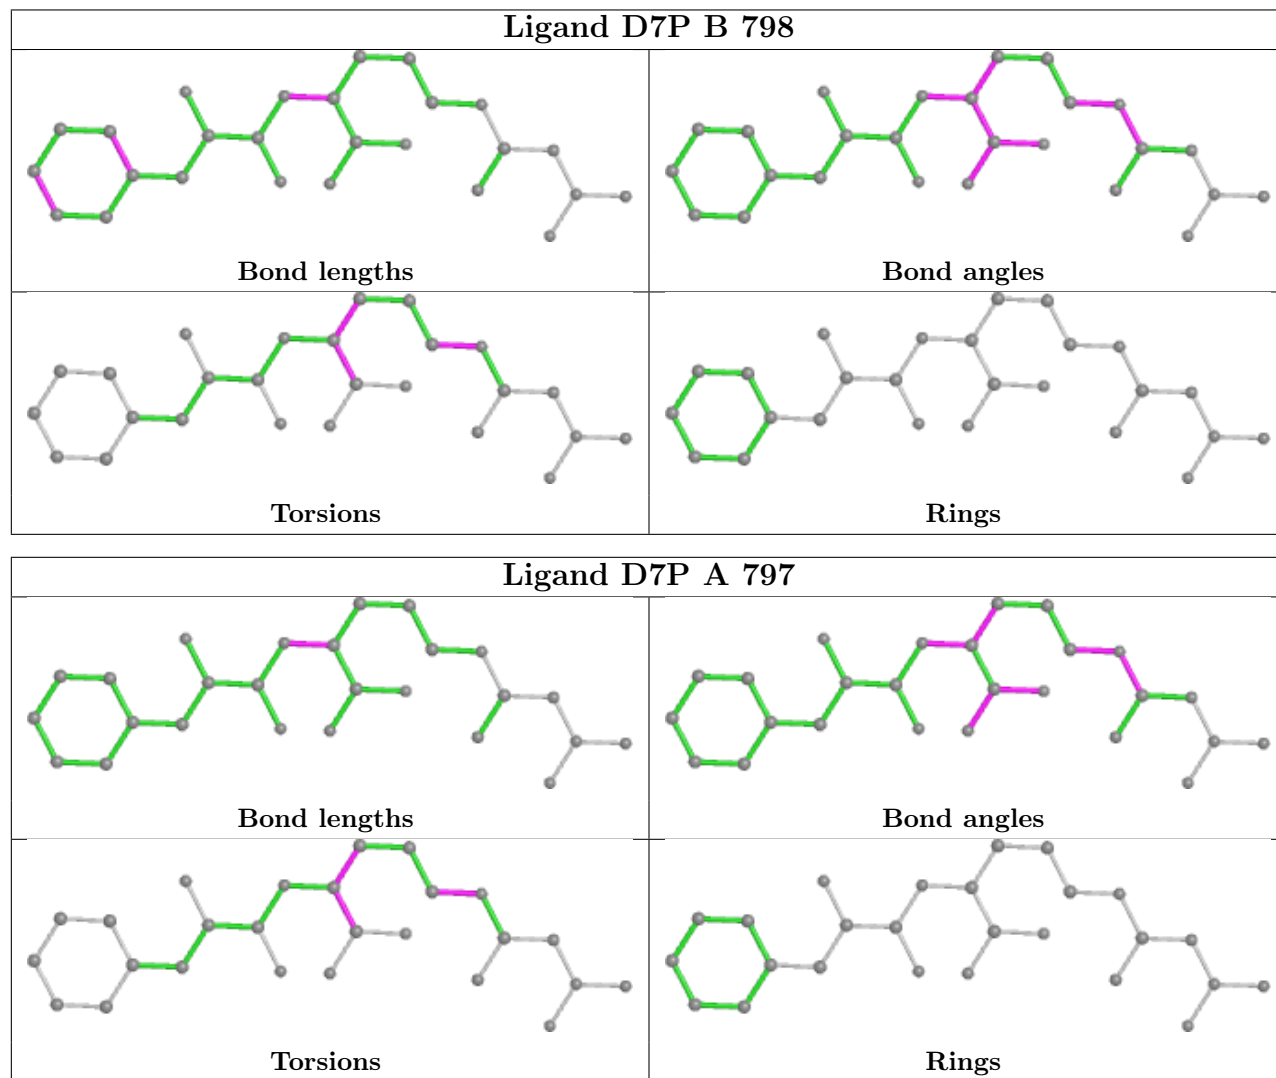 Ligand D7P B 798
Bond lengths
Bond angles
Torsions
Rings
Ligand D7P A 797
Bond lengths
Bond angles
Torsions
Rings